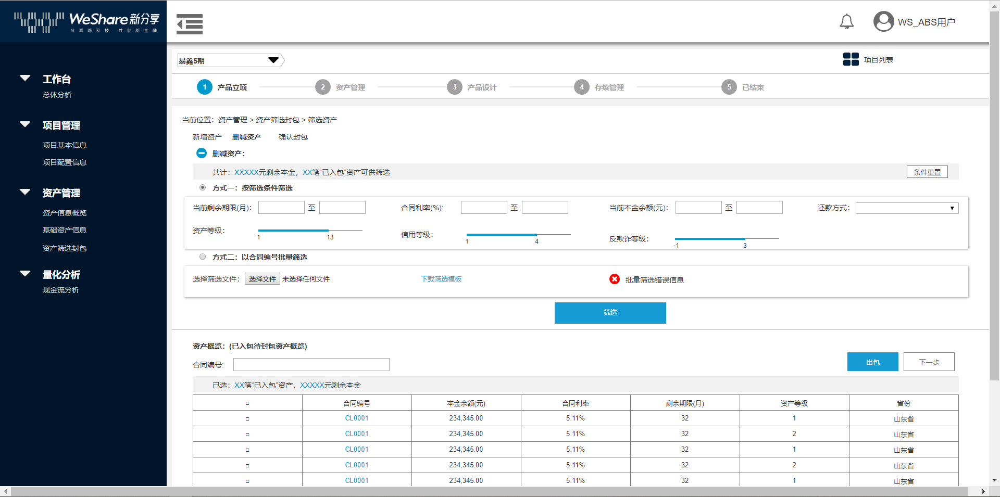 WeShare新分享
分享新科技 共创新金融
WS_ABS用户
工作台
总体分析
项目管理
项目基本信息
项目配置信息
资产管理
资产信息概览
基础资产信息
资产筛选封包
量化分析
现金流分析
易鑫5期
项目列表
1 产品立项 2 资产管理 3 产品设计 4 存续管理 5 已结束
当前位置：资产管理 > 资产筛选封包 > 筛选资产
新增资产 删减资产 确认封包
删减资产：
共计：XXXXX元剩余本金，XX笔“已入包”资产可供筛选
条件重置
方式一：按筛选条件筛选
当前剩余期限(月)： 至 合同利率(%): 至 当前本金余额(元)： 至 还款方式：
资产等级： 1 13
信用等级： 1 4
反欺诈等级： -1 3
方式二：以合同编号批量筛选
选择筛选文件： 选择文件 未选择任何文件 下载筛选模板 批量筛选错误信息
筛选
资产概览：(已入包待封包资产概览)
合同编号:
出包 下一步
已选：XX笔“已入包”资产，XXXXX元剩余本金
合同编号 本金余额(元) 合同利率 剩余期限(月) 资产等级 省份
CL0001 234,345.00 5.11% 32 1 山东省
CL0001 234,345.00 5.11% 32 2 山东省
CL0001 234,345.00 5.11% 32 1 山东省
CL0001 234,345.00 5.11% 32 2 山东省
CL0001 234,345.00 5.11% 32 1 山东省